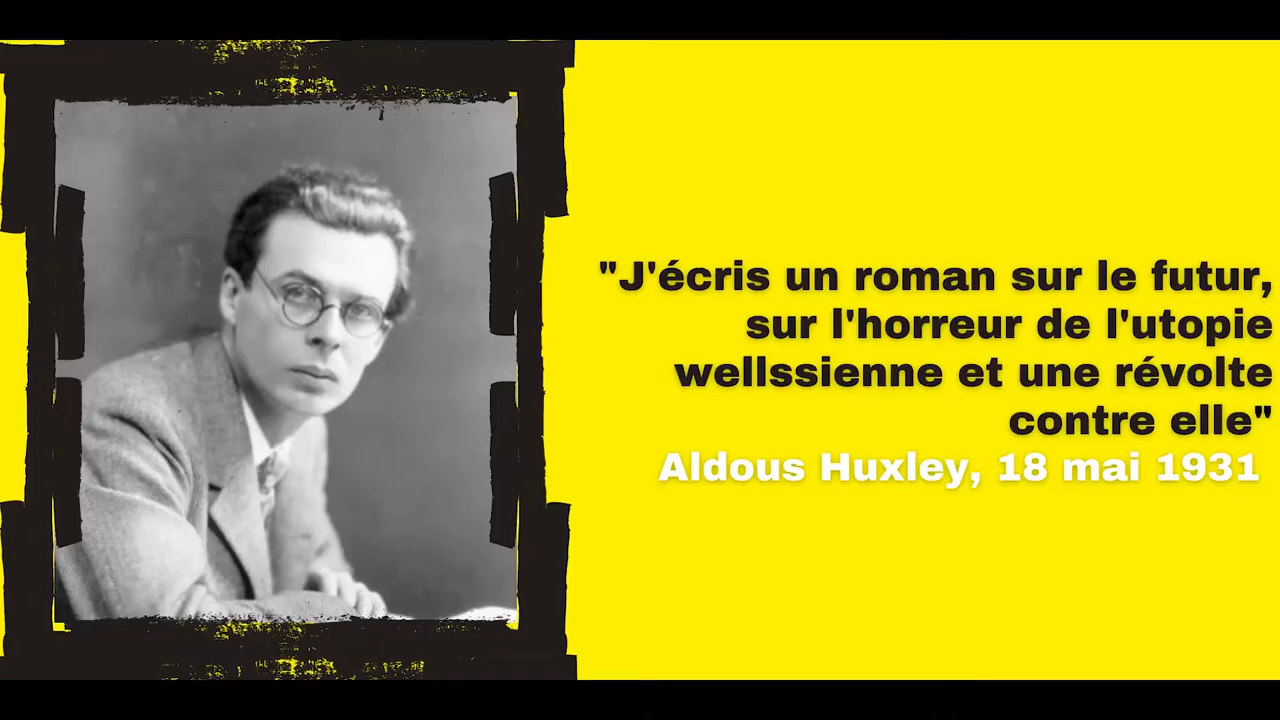 "J'écris un roman sur le futur,
sur l'horreur de l'utopie
wellssienne et une révolte
contre elle"
Aldous Huxley, 18 mai 1931